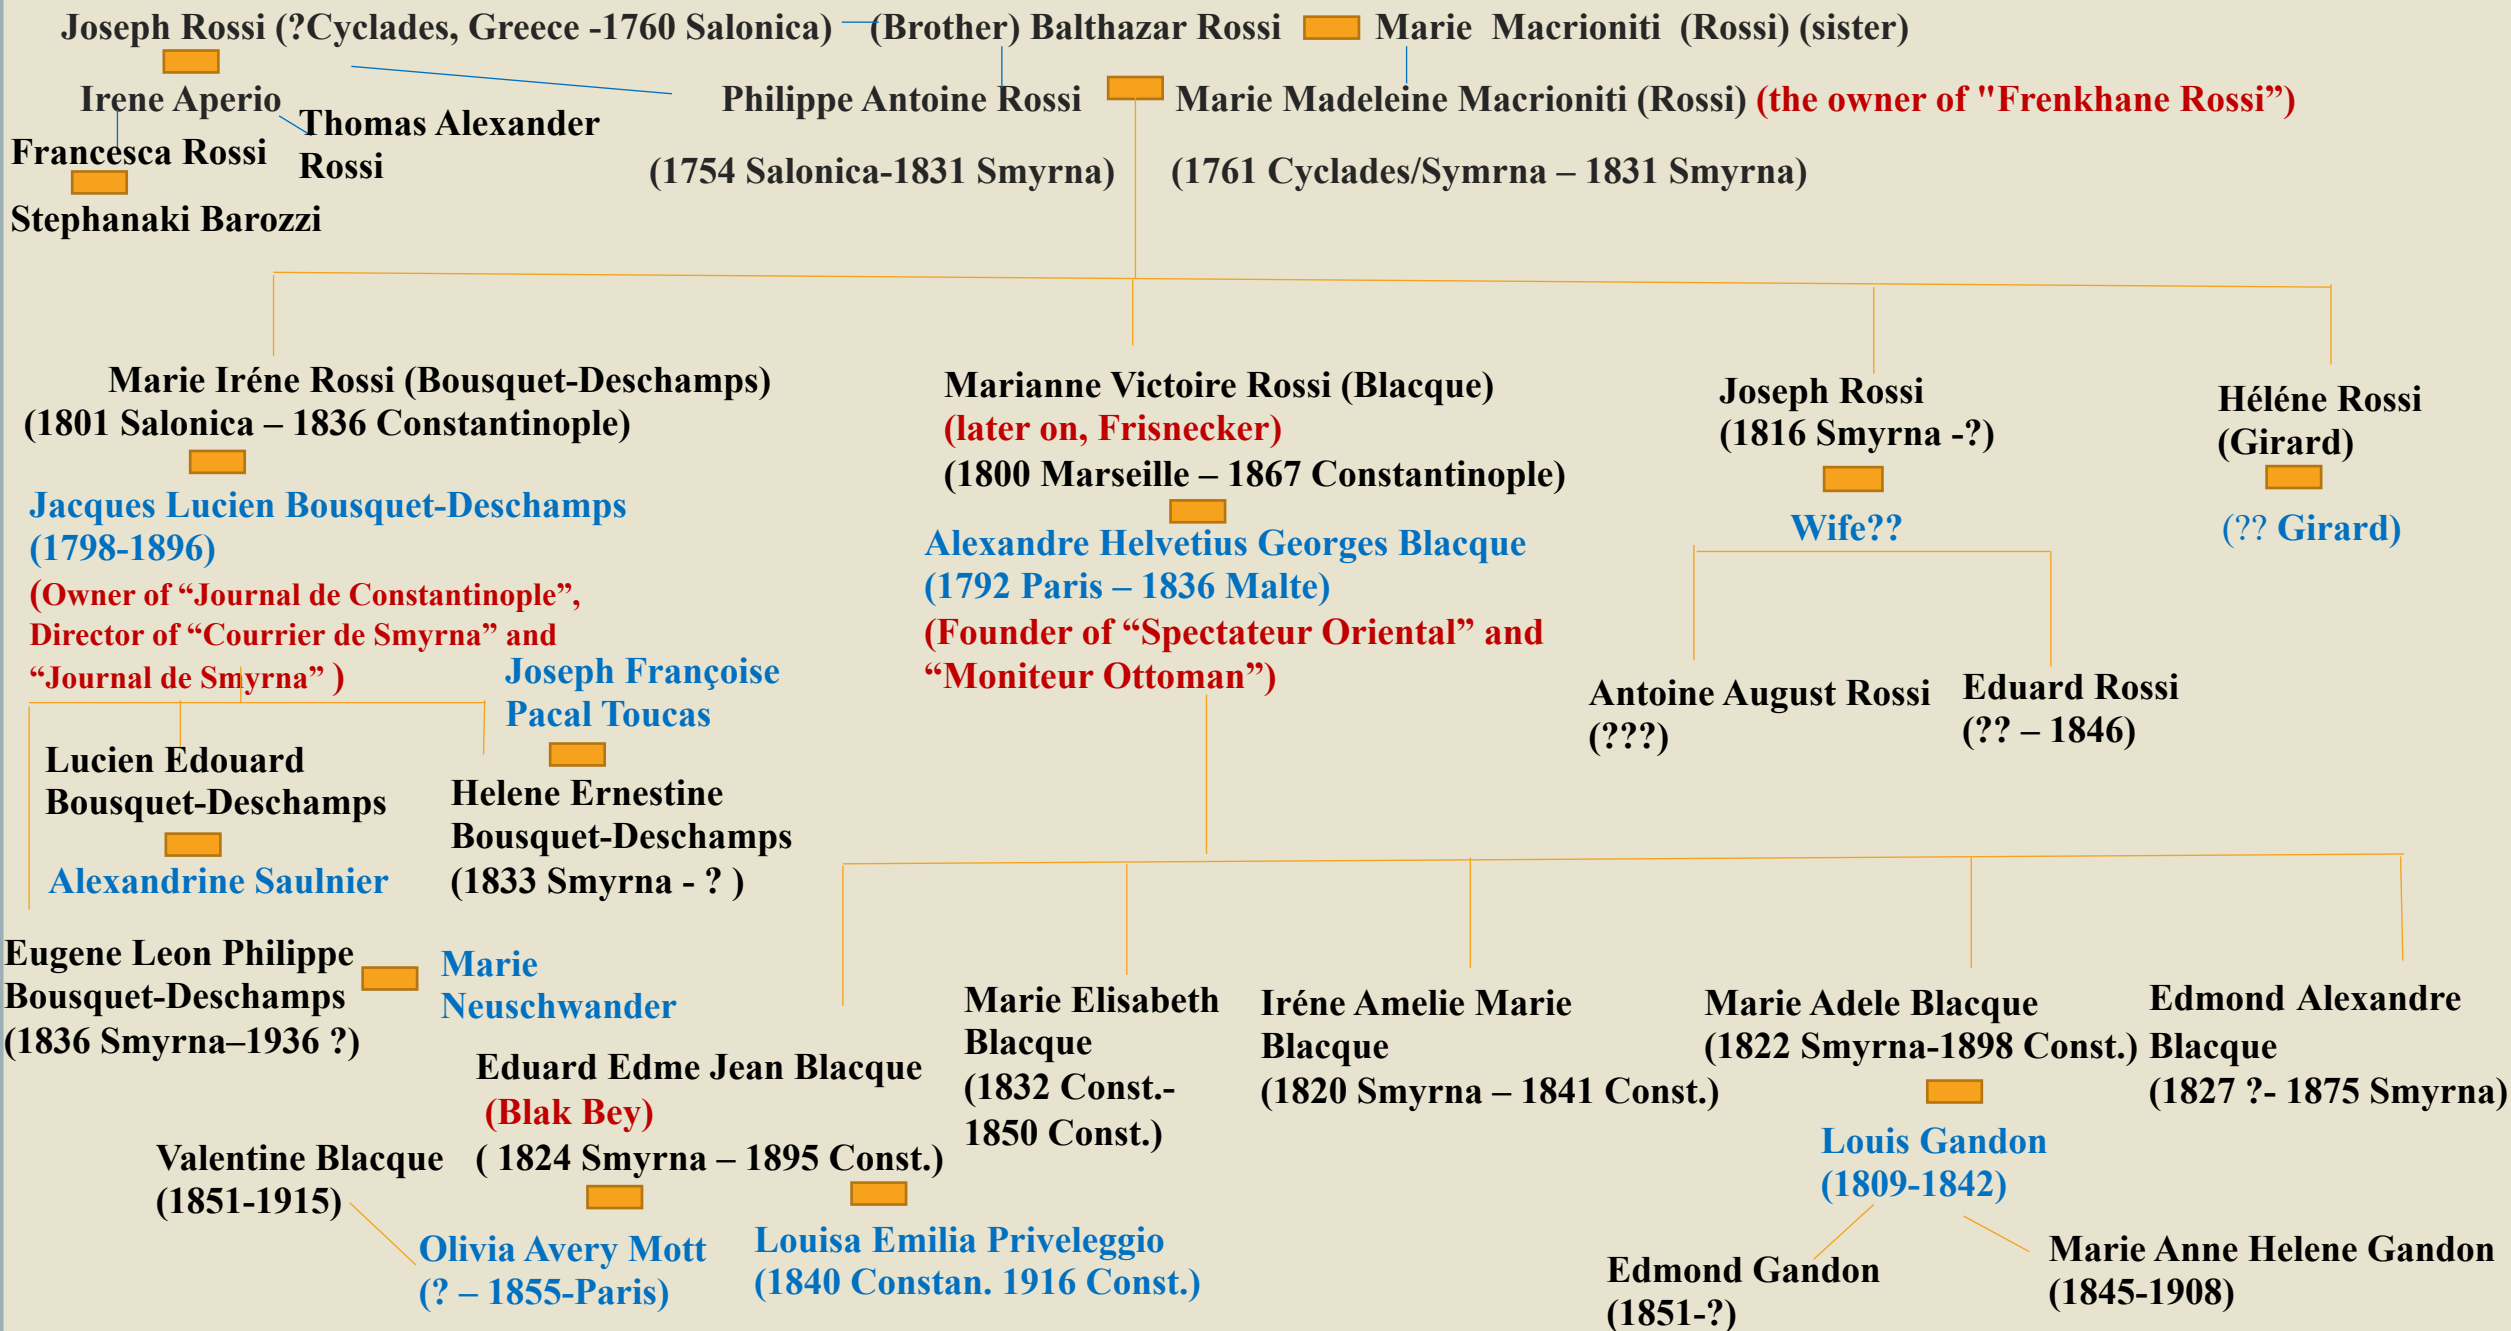 Joseph Rossi (?Cyclades, Greece -1760 Salonica)
(Brother) Balthazar Rossi
Marie Macrioniti (Rossi) (sister)
Irene Aperio
Philippe Antoine Rossi
Marie Madeleine Macrioniti (Rossi) (the owner of "Frenkhane Rossi”)
Thomas Alexander
Rossi
Francesca Rossi
(1754 Salonica-1831 Smyrna)
(1761 Cyclades/Symrna – 1831 Smyrna)
Stephanaki Barozzi
Marie Iréne Rossi (Bousquet-Deschamps)
(1801 Salonica – 1836 Constantinople)
Jacques Lucien Bousquet-Deschamps
(1798-1896)
(Owner of “Journal de Constantinople”,
Director of “Courrier de Smyrna” and
“Journal de Smyrna” )
Marianne Victoire Rossi (Blacque)
(later on, Frisnecker)
(1800 Marseille – 1867 Constantinople)
Alexandre Helvetius Georges Blacque
(1792 Paris – 1836 Malte)
(Founder of “Spectateur Oriental” and
“Moniteur Ottoman”)
Joseph Rossi
(1816 Smyrna -?)
Wife??
Héléne Rossi
(Girard)
(?? Girard)
Antoine August Rossi
(???)
Eduard Rossi
(?? – 1846)
Joseph Françoise
Pacal Toucas
Lucien Edouard
Bousquet-Deschamps
Alexandrine Saulnier
Helene Ernestine
Bousquet-Deschamps
(1833 Smyrna - ? )
Eugene Leon Philippe
Bousquet-Deschamps
(1836 Smyrna–1936 ?)
Marie
Neuschwander
Eduard Edme Jean Blacque
(Blak Bey)
( 1824 Smyrna – 1895 Const.)
Valentine Blacque
(1851-1915)
Olivia Avery Mott
(? – 1855-Paris)
Louisa Emilia Priveleggio
(1840 Constan. 1916 Const.)
Marie Elisabeth
Blacque
(1832 Const.-
1850 Const.)
Iréne Amelie Marie
Blacque
(1820 Smyrna – 1841 Const.)
Marie Adele Blacque
(1822 Smyrna-1898 Const.)
Louis Gandon
(1809-1842)
Edmond Alexandre
Blacque
(1827 ?- 1875 Smyrna)
Edmond Gandon
(1851-?)
Marie Anne Helene Gandon
(1845-1908)